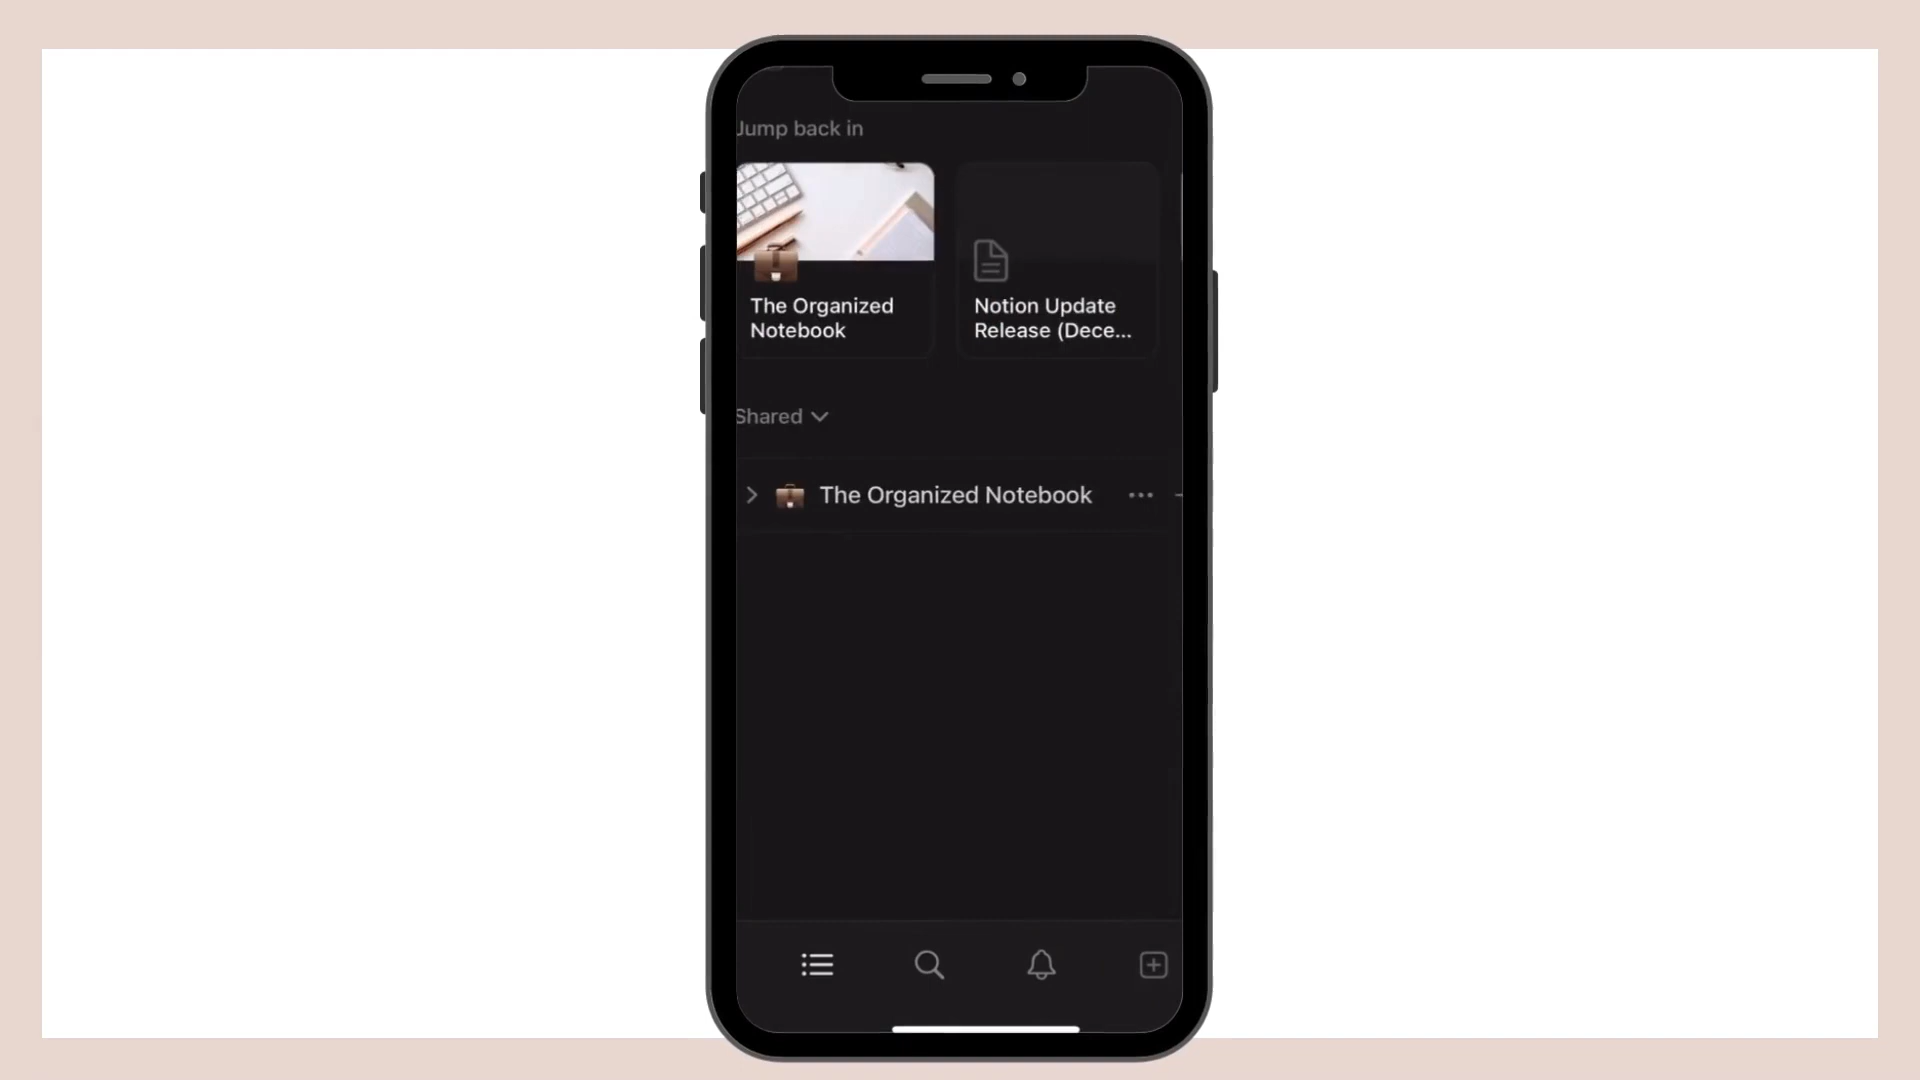 Jump back in
The Organized
Notebook
Notion Update
Release (Dece...
Shared
The Organized Notebook